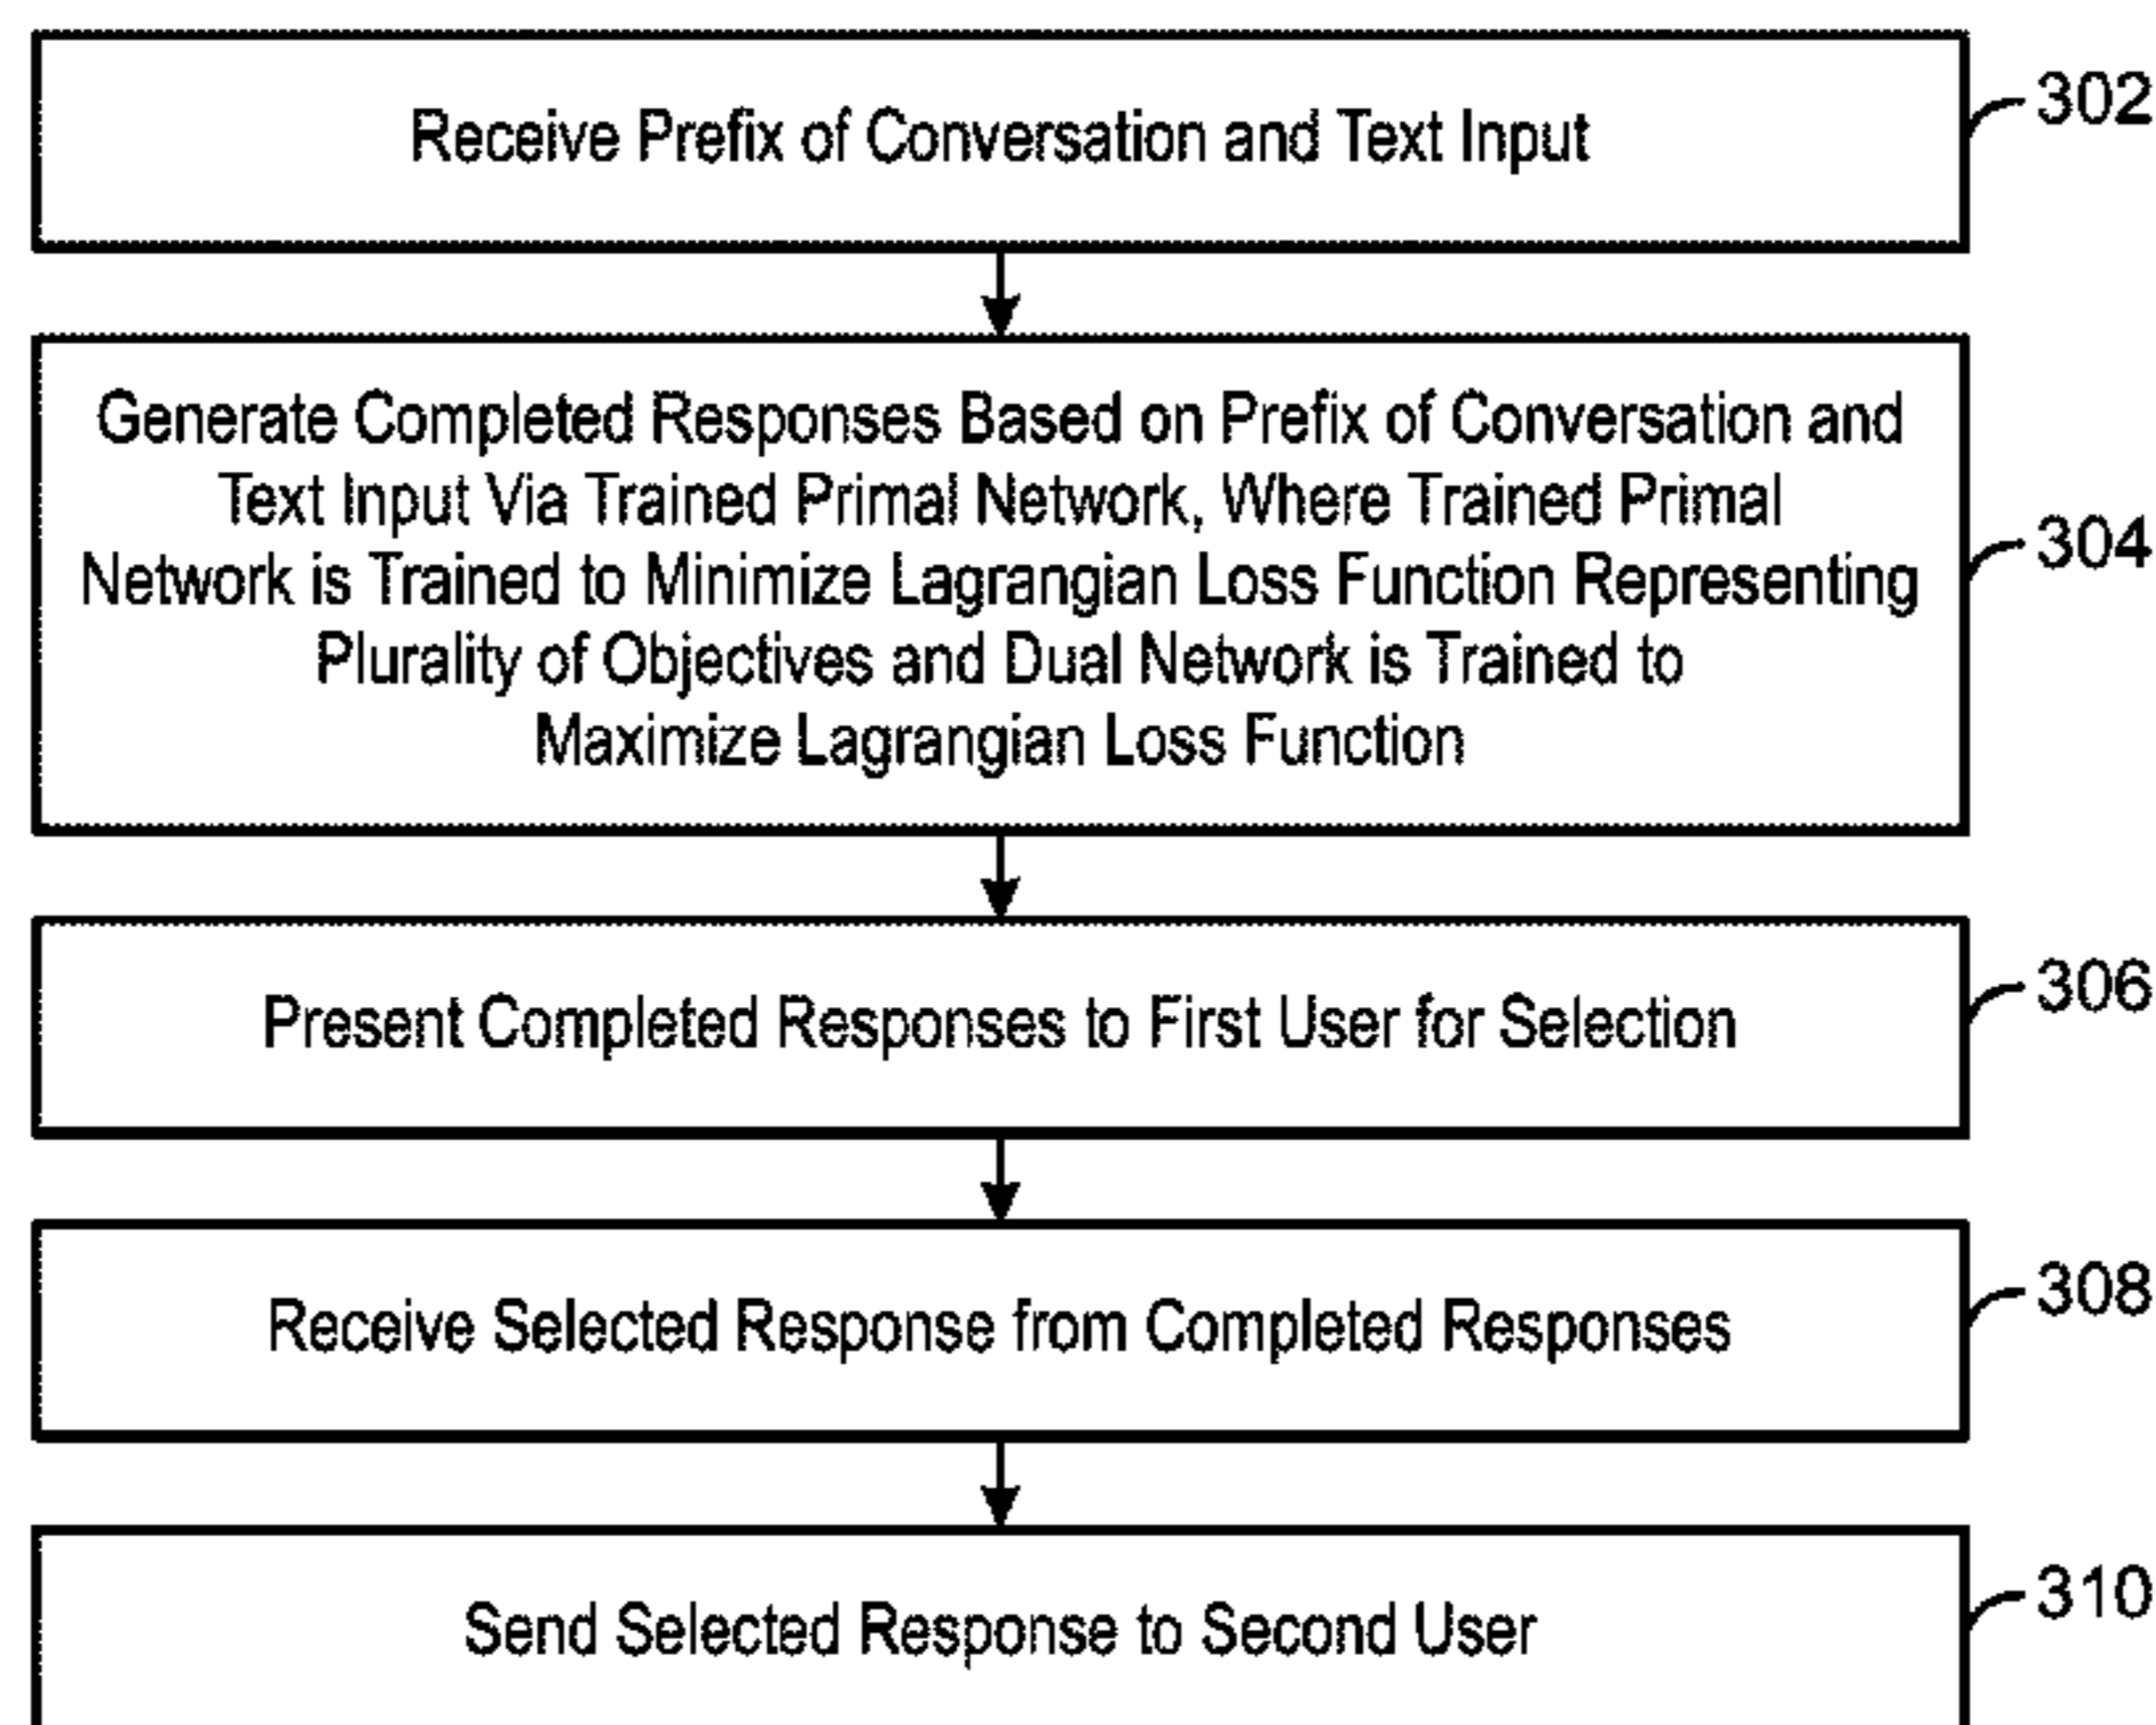 Receive Prefix of Conversation and Text Input
302
Generate Completed Responses Based on Prefix of Conversation and
Text Input Via Trained Primal Network, Where Trained Primal
Network is Trained to Minimize Lagrangian Loss Function Representing
Plurality of Objectives and Dual Network is Trained to
Maximize Lagrangian Loss Function
304
Present Completed Responses to First User for Selection
306
Receive Selected Response from Completed Responses
308
Send Selected Response to Second User
310